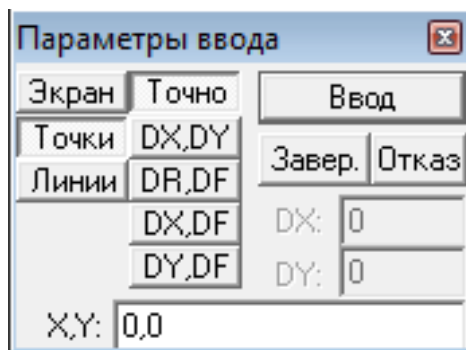 Параметры ввода
Экран Точно Ввод
Точки DX,DY Завер. Отказ
Линии DR,DF
DX,DF DX: 0
DY,DF DY: 0
X,Y: 0,0